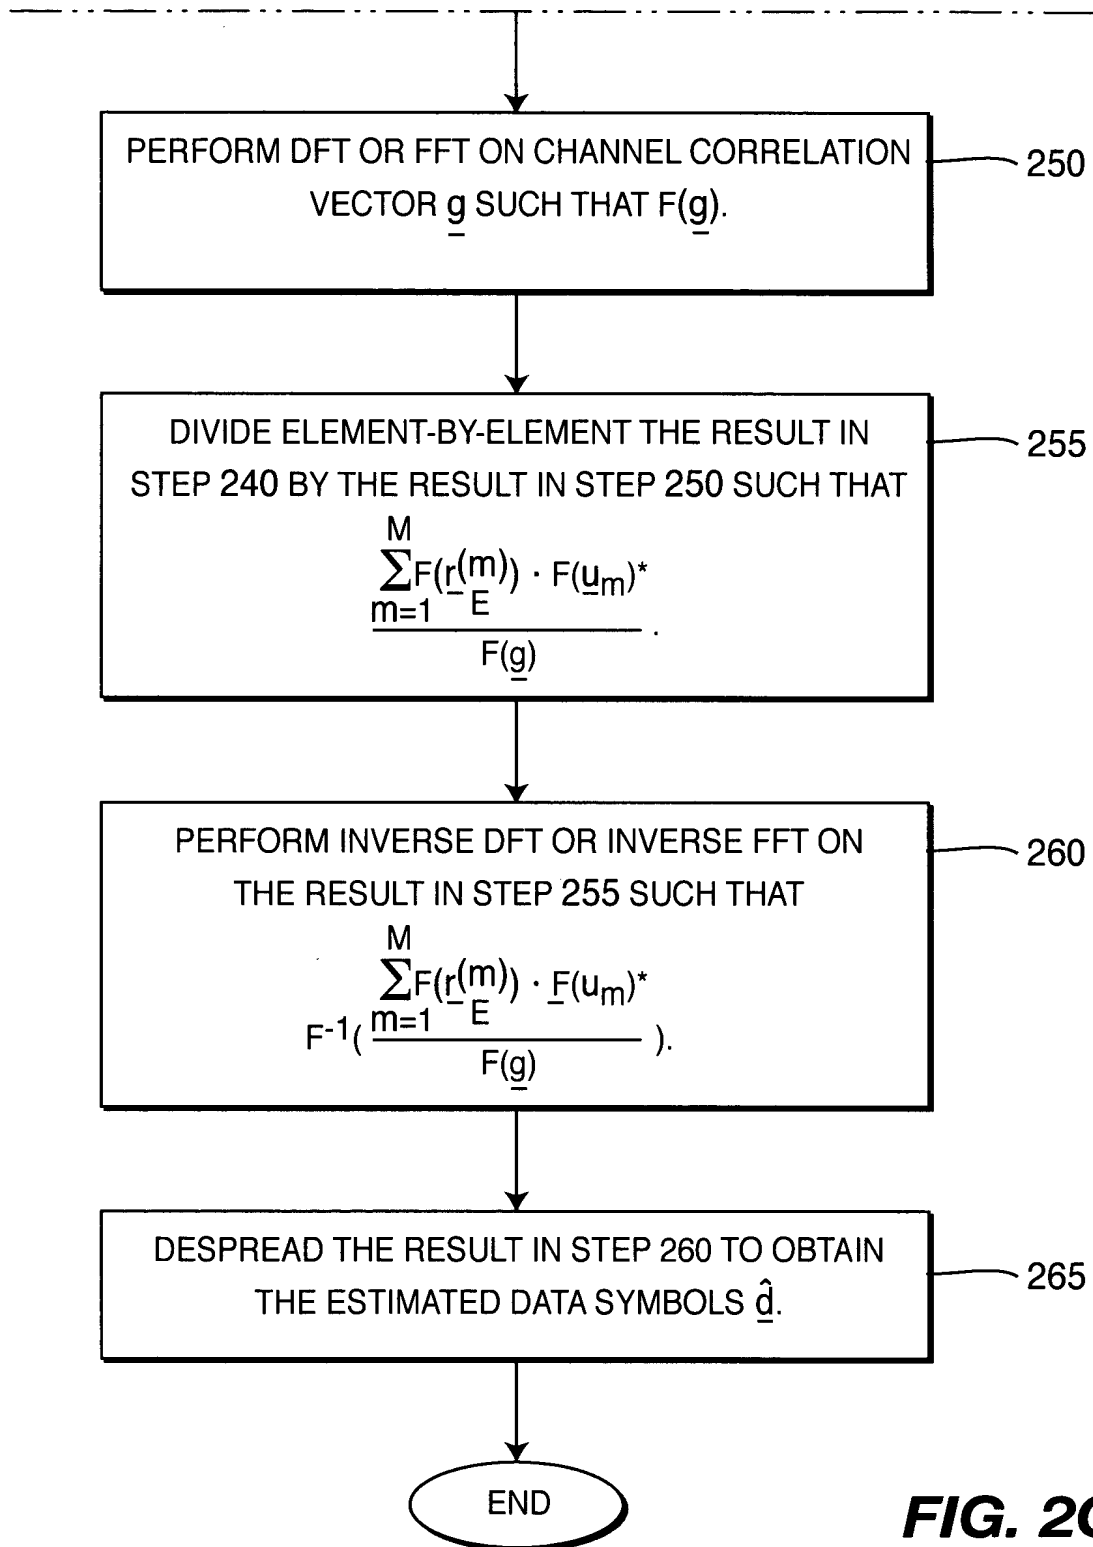 PERFORM DFT OR FFT ON CHANNEL CORRELATION
VECTOR g SUCH THAT F(g).
250
DIVIDE ELEMENT-BY-ELEMENT THE RESULT IN
STEP 240 BY THE RESULT IN STEP 250 SUCH THAT
M
ΣF(r(m)) · F(um)*
m=1 E
F(g)
.
255
PERFORM INVERSE DFT OR INVERSE FFT ON
THE RESULT IN STEP 255 SUCH THAT
M
ΣF(r(m)) · F(um)*
m=1 E
F-1( ).
F(g)
260
DESPREAD THE RESULT IN STEP 260 TO OBTAIN
THE ESTIMATED DATA SYMBOLS d̂.
265
END
FIG.